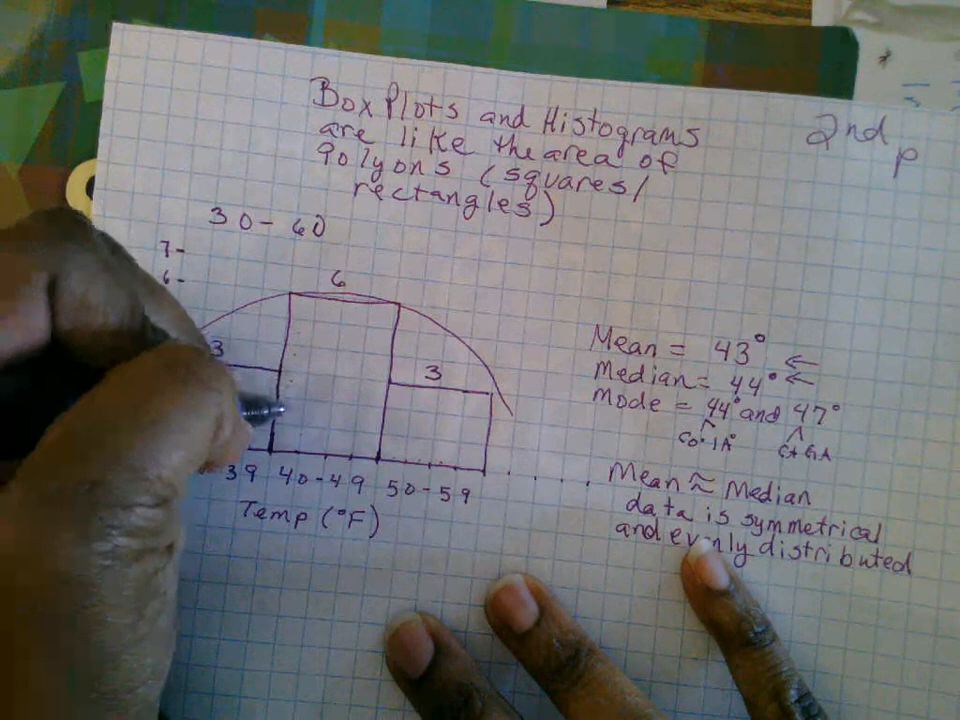 Box Plots and Histograms
are like the area of
Polyons (squares/
rectangles)
2nd
p
30-60
7-
6-
6
3
3
39 40-49 50-59
Temp (°F)
Mean = 43°
Median = 44°
mode = 44° and 47°
Mean ≈ Median
data is symmetrical
and evenly distributed